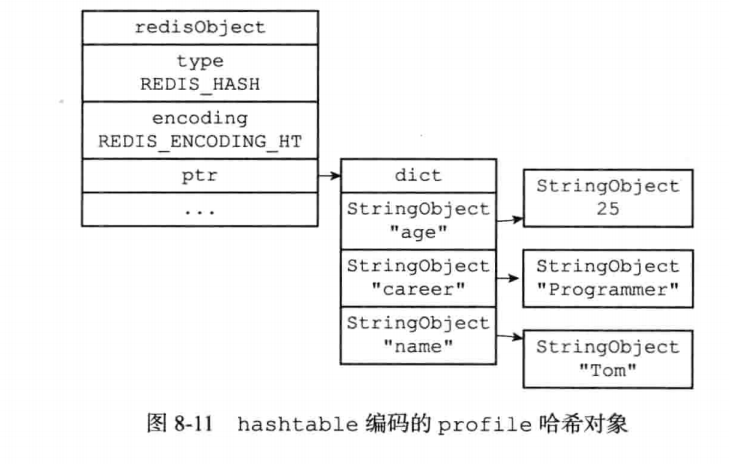 redisObject
type
REDIS_HASH
encoding
REDIS_ENCODING_HT
ptr
...
dict
StringObject
"age"
StringObject
"career"
StringObject
"name"
StringObject
25
StringObject
"Programmer"
StringObject
"Tom"
图 8-11 hashtable 编码的 profile 哈希对象